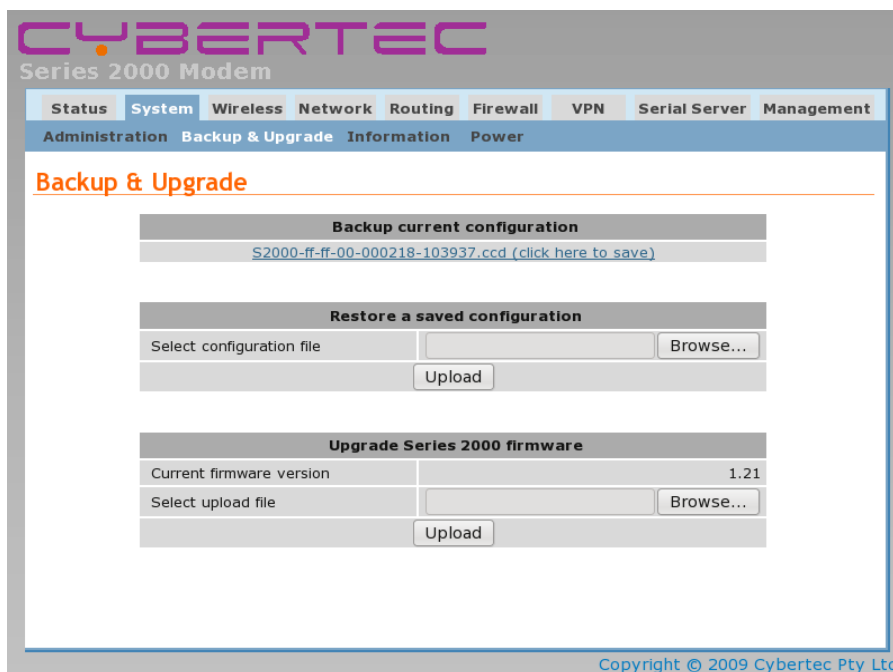 CYBERTEC
Series 2000 Modem
Status System Wireless Network Routing Firewall VPN Serial Server Management
Administration Backup & Upgrade Information Power
Backup & Upgrade
Backup current configuration
S2000-ff-ff-00-000218-103937.ccd (click here to save)
Restore a saved configuration
Select configuration file Browse...
Upload
Upgrade Series 2000 firmware
Current firmware version 1.21
Select upload file Browse...
Upload
Copyright © 2009 Cybertec Pty Ltd